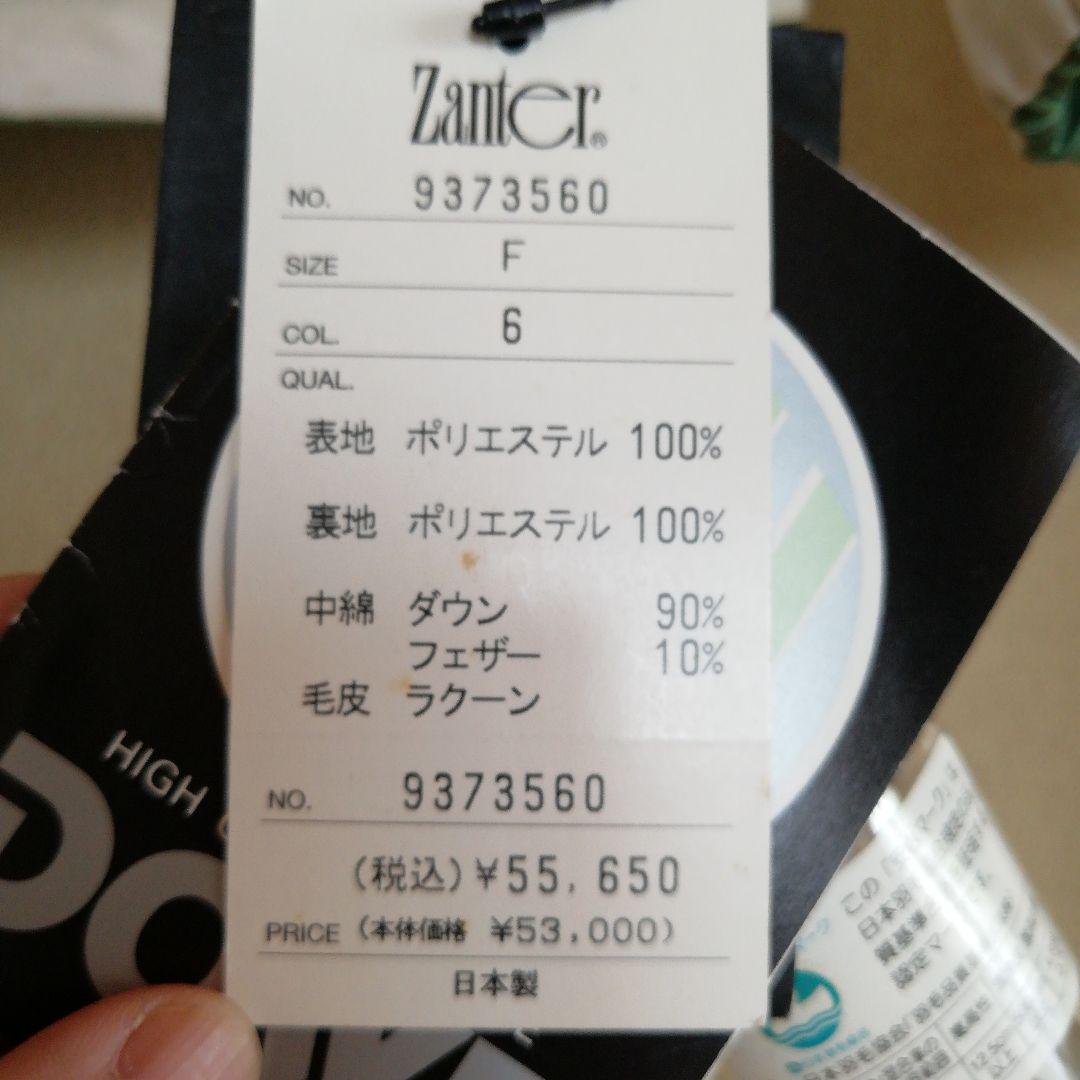 Zanter®
NO. 9373560
SIZE F
COL. 6
QUAL.
表地 ポリエステル 100%
裏地 ポリエステル 100%
中綿 ダウン 90%
フェザー 10%
毛皮 ラクーン
NO. 9373560
(税込)¥55,650
PRICE (本体価格 ¥53,000)
日本製
HIGH
この